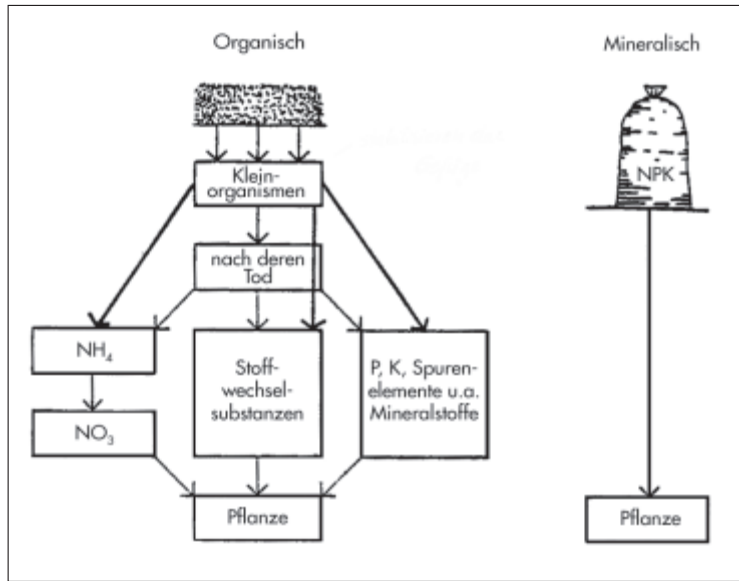 Organisch
Mineralisch
Klein-
organismen
NPK
nach deren
Tod
NH₄
Stoff-
wechsel-
substanzen
P, K, Spuren-
elemente u.a.
Mineralstoffe
NO₃
Pflanze
Pflanze